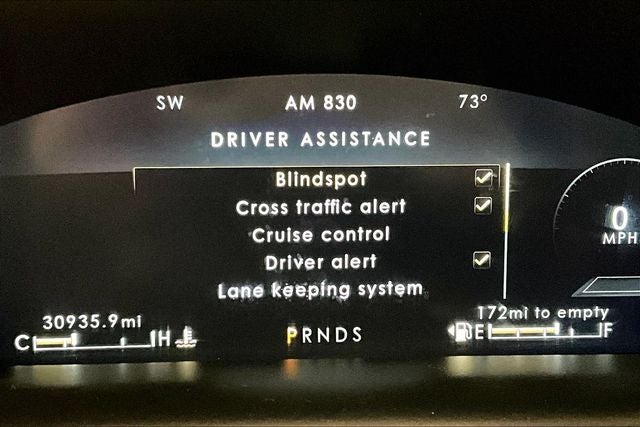 SW AM 830 73°
DRIVER ASSISTANCE
Blindspot
Cross traffic alert
Cruise control
Driver alert
Lane keeping system
0
MPH
30935.9mi
172mi to empty
C H
PRNDS
E F